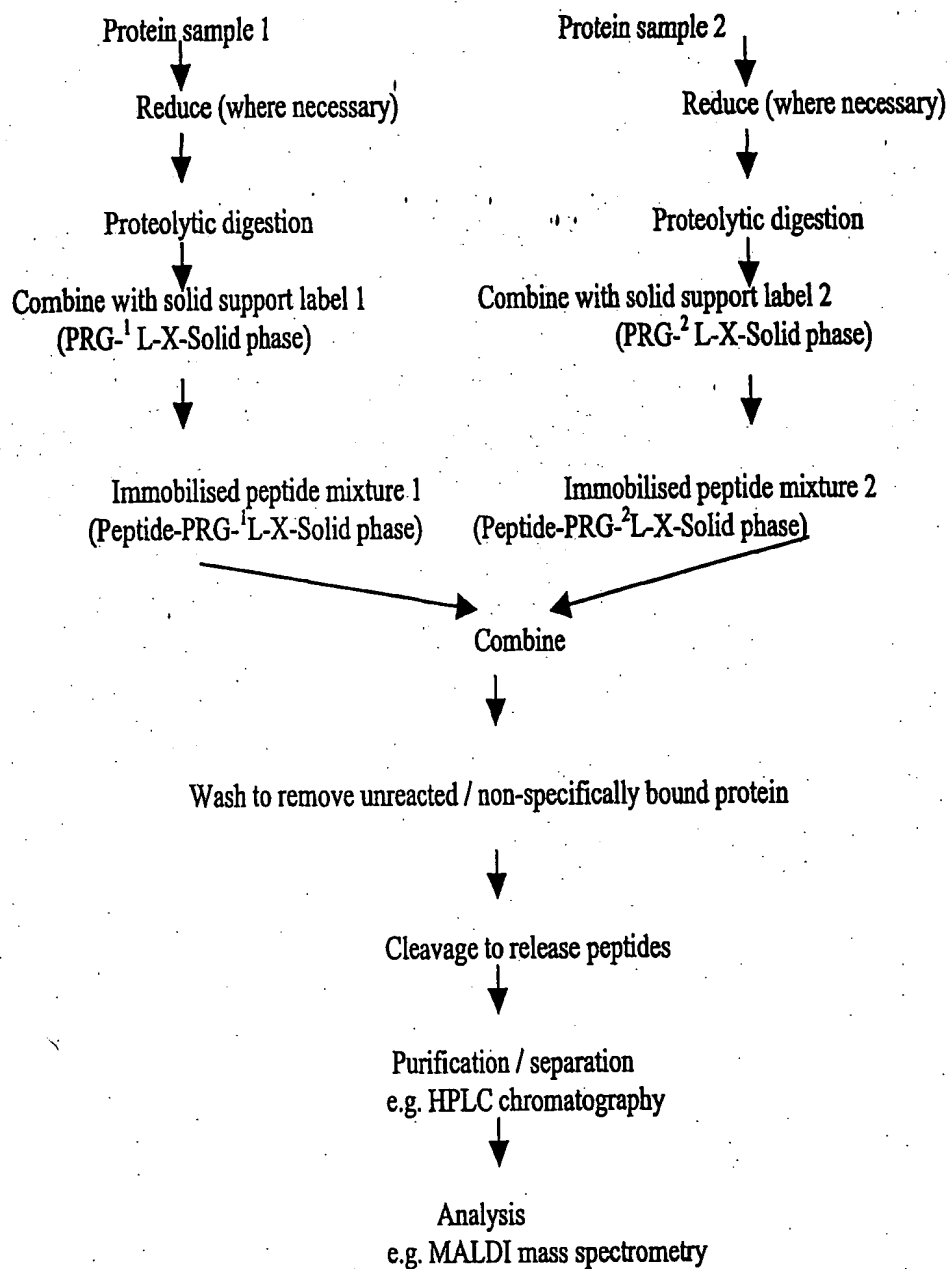 Protein sample 1
Protein sample 2
Reduce (where necessary)
Reduce (where necessary)
Proteolytic digestion
Proteolytic digestion
Combine with solid support label 1
(PRG-¹ L-X-Solid phase)
Combine with solid support label 2
(PRG-² L-X-Solid phase)
Immobilised peptide mixture 1
(Peptide-PRG-¹L-X-Solid phase)
Immobilised peptide mixture 2
(Peptide-PRG-²L-X-Solid phase)
Combine
Wash to remove unreacted / non-specifically bound protein
Cleavage to release peptides
Purification / separation
e.g. HPLC chromatography
Analysis
e.g. MALDI mass spectrometry